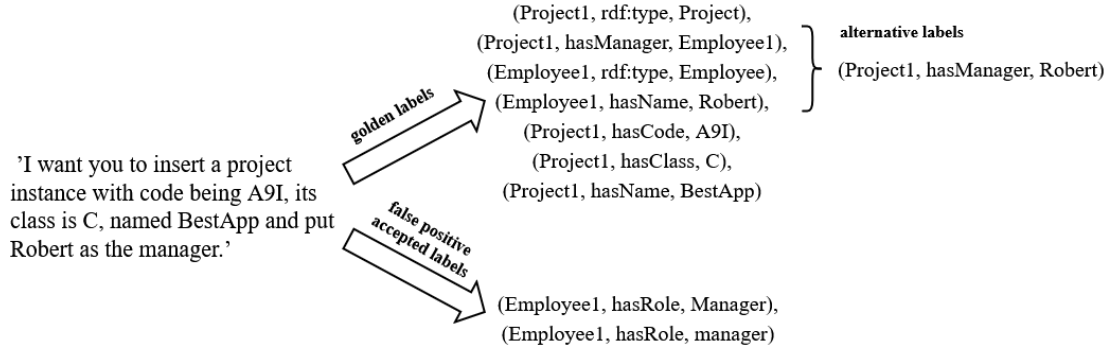 ’I want you to insert a project
instance with code being A9I, its
class is C, named BestApp and put
Robert as the manager.’
golden labels
(Project1, rdf:type, Project),
(Project1, hasManager, Employee1),
(Employee1, rdf:type, Employee),
(Employee1, hasName, Robert),
(Project1, hasCode, A9I),
(Project1, hasClass, C),
(Project1, hasName, BestApp)
alternative labels
(Project1, hasManager, Robert)
false positive
accepted labels
(Employee1, hasRole, Manager),
(Employee1, hasRole, manager)